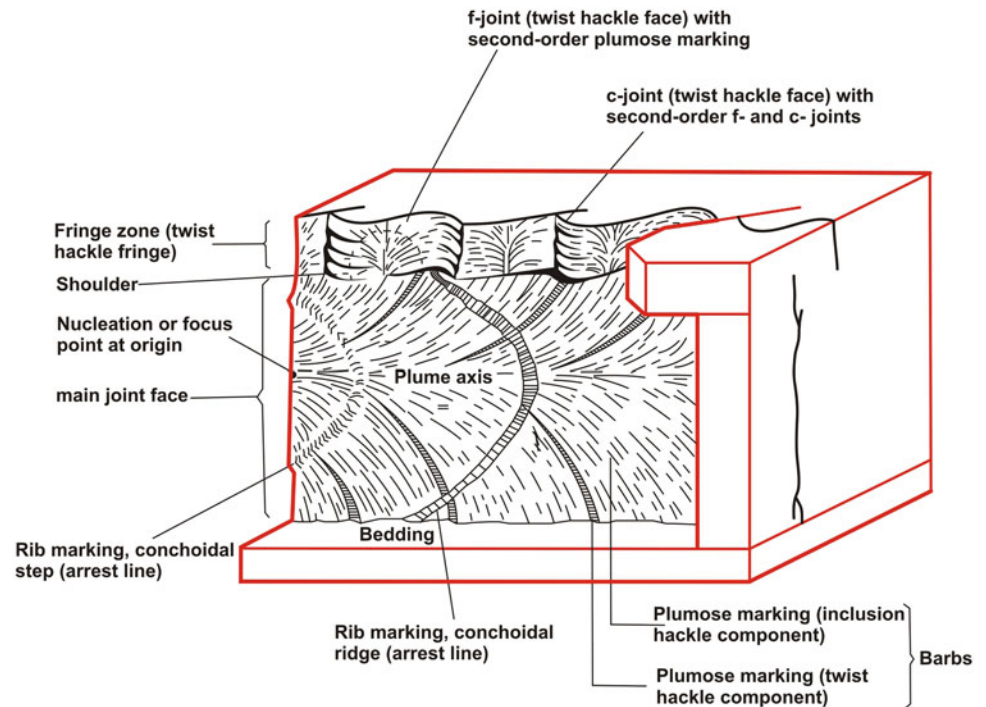 f-joint (twist hackle face) with
second-order plumose marking
c-joint (twist hackle face) with
second-order f- and c- joints
Fringe zone (twist
hackle fringe)
Shoulder
Nucleation or focus
point at origin
Plume axis
main joint face
Bedding
Rib marking, conchoidal
step (arrest line)
Rib marking, conchoidal
ridge (arrest line)
Plumose marking (inclusion
hackle component)
Barbs
Plumose marking (twist
hackle component)